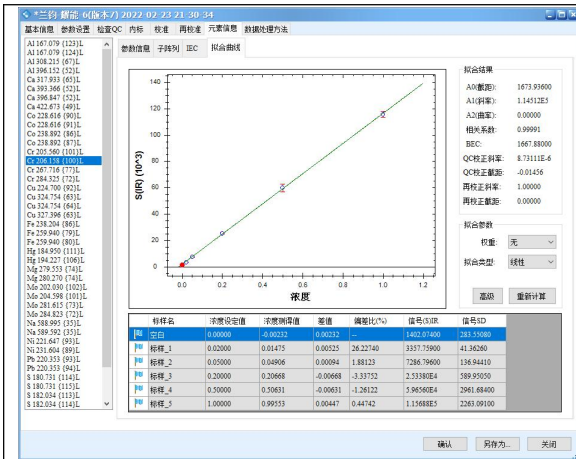 *兰钧-耀能-6(版本7) 2022-02-23-21-30-34
基本信息 参数设置 检查QC 内标 校准 再校准 元素信息 数据处理方法
参数信息 子阵列 IEC 拟合曲线
Al 167.079 {123}L
Al 167.079 {124}L
Al 308.215 {67}L
Al 396.152 {52}L
Ca 317.933 {65}L
Ca 393.366 {52}L
Ca 396.847 {52}L
Ca 422.673 {49}L
Co 228.616 {90}L
Co 228.616 {91}L
Co 238.892 {86}L
Co 238.892 {87}L
Cr 205.560 {101}L
Cr 206.158 {100}L
Cr 267.716 {77}L
Cr 284.325 {72}L
Cu 224.700 {92}L
Cu 324.754 {63}L
Cu 324.754 {64}L
Cu 327.396 {63}L
Fe 238.204 {86}L
Fe 259.940 {79}L
Fe 259.940 {80}L
Hg 184.950 {111}L
Hg 194.227 {106}L
Mg 279.553 {74}L
Mg 280.270 {74}L
Mo 202.030 {102}L
Mo 204.598 {101}L
Mo 281.615 {73}L
Mo 284.823 {72}L
Na 588.995 {35}L
Na 589.592 {35}L
Ni 221.647 {93}L
Ni 231.604 {89}L
Pb 220.353 {93}L
Pb 220.353 {94}L
S 180.731 {114}L
S 180.731 {115}L
S 182.034 {113}L
S 182.034 {114}L
S(IR) (10^3)
140
120
100
80
60
40
20
0
0.0 0.2 0.4 0.6 0.8 1.0 1.2
浓度
拟合结果
A0(截距): 1673.93600
A1(斜率): 1.14512E5
A2(曲率): 0.00000
相关系数: 0.99991
BEC: 1667.88000
QC校正斜率: 8.73111E-6
QC校正截距: -0.01456
再校正斜率: 1.00000
再校正截距: 0.00000
拟合参数
权重: 无
拟合类型: 线性
高级 重新计算
标样名 浓度设定值 浓度测得值 差值 偏差比(%) 信号(S)IR 信号SD
空白 0.00000 -0.00232 0.00232 -- 1402.07400 283.55080
标样_1 0.02000 0.01475 0.00525 26.22740 3357.75900 41.36260
标样_2 0.05000 0.04906 0.00094 1.88123 7286.79600 136.94410
标样_3 0.20000 0.20668 -0.00668 -3.33752 2.53380E4 589.95050
标样_4 0.50000 0.50631 -0.00631 -1.26122 5.96560E4 2961.68400
标样_5 1.00000 0.99553 0.00447 0.44742 1.15688E5 2263.09100
确认 另存为... 关闭